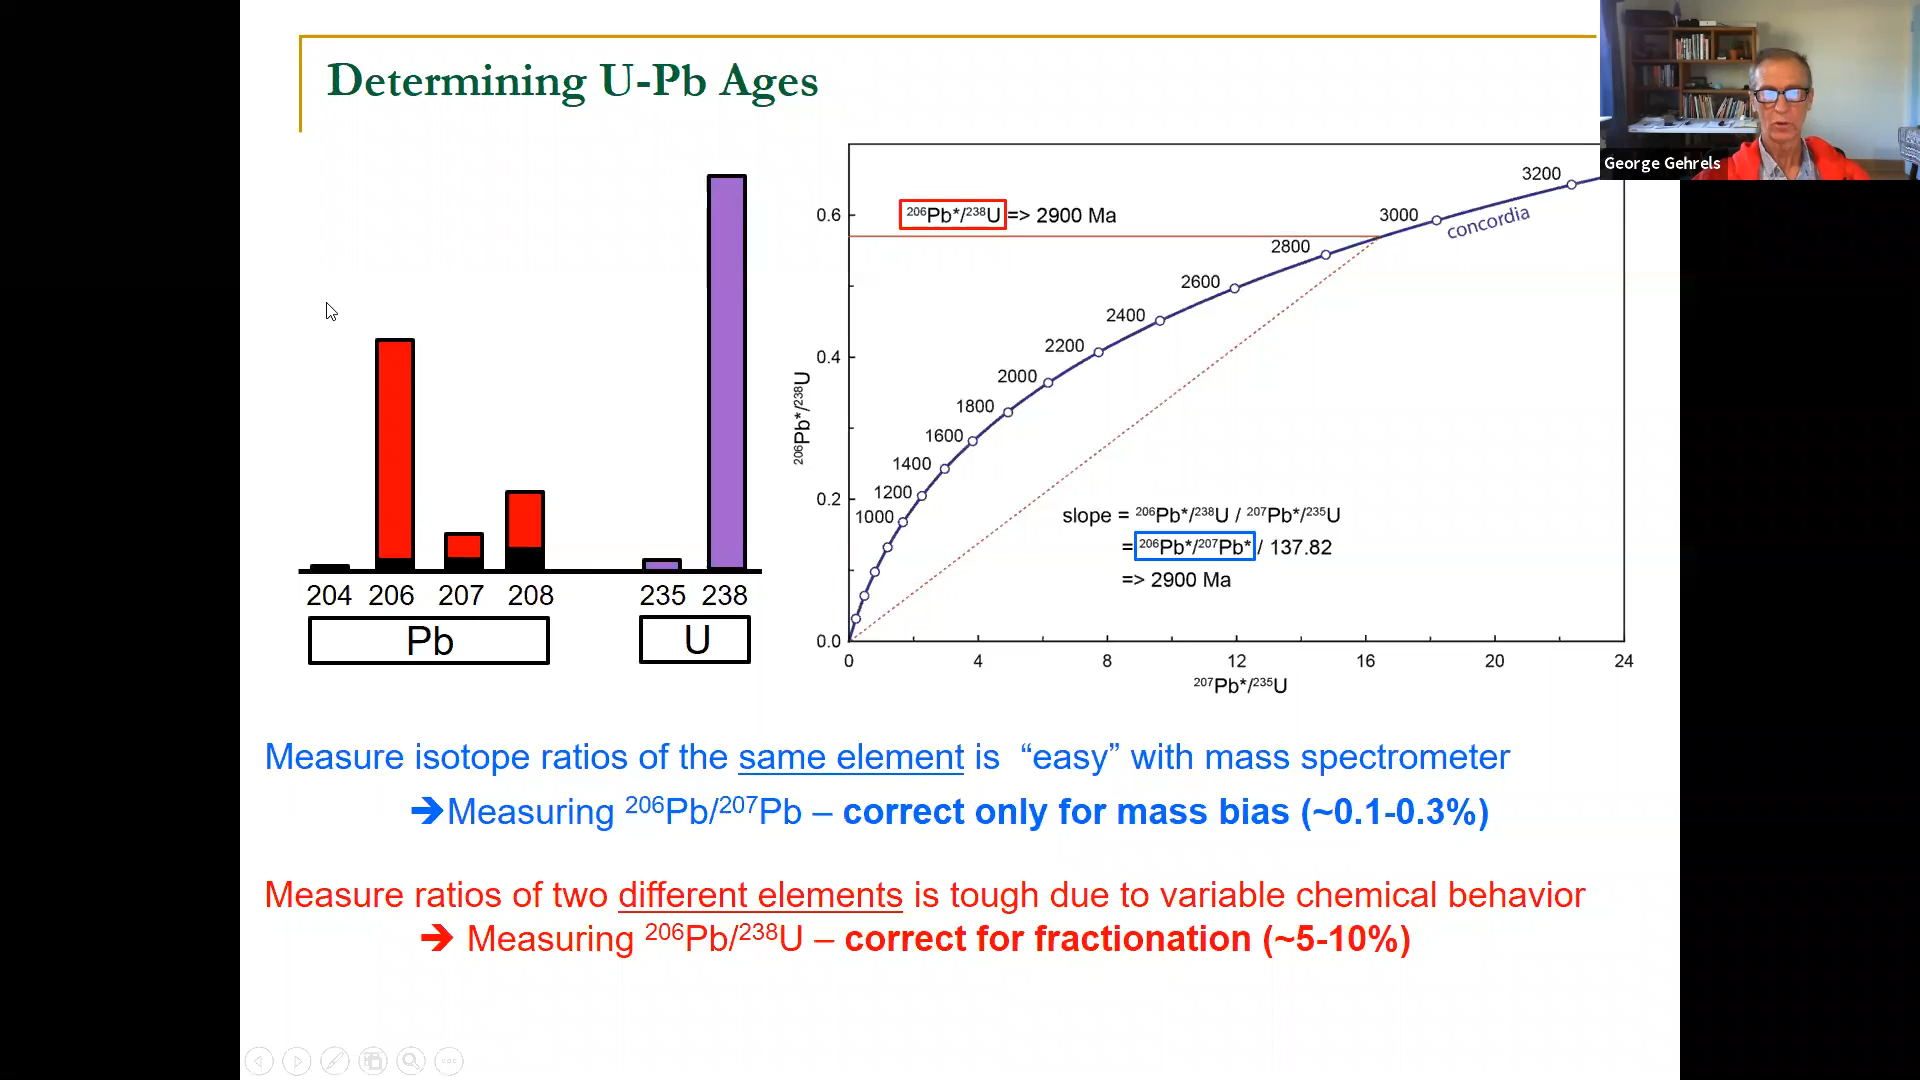 Determining U-Pb Ages
George Gehrels
²⁰⁶Pb*/²³⁸U => 2900 Ma
3200
3000
concordia
2800
2600
2400
2200
2000
1800
1600
1400
1200
1000
0.6
0.4
0.2
0.0
²⁰⁶Pb*/²³⁸U
slope = ²⁰⁶Pb*/²³⁸U / ²⁰⁷Pb*/²³⁵U
= ²⁰⁶Pb*/²⁰⁷Pb* / 137.82
=> 2900 Ma
0 4 8 12 16 20 24
²⁰⁷Pb*/²³⁵U
204 206 207 208 235 238
Pb U
Measure isotope ratios of the same element is “easy” with mass spectrometer
➔Measuring ²⁰⁶Pb/²⁰⁷Pb – correct only for mass bias (~0.1-0.3%)
Measure ratios of two different elements is tough due to variable chemical behavior
➔ Measuring ²⁰⁶Pb/²³⁸U – correct for fractionation (~5-10%)